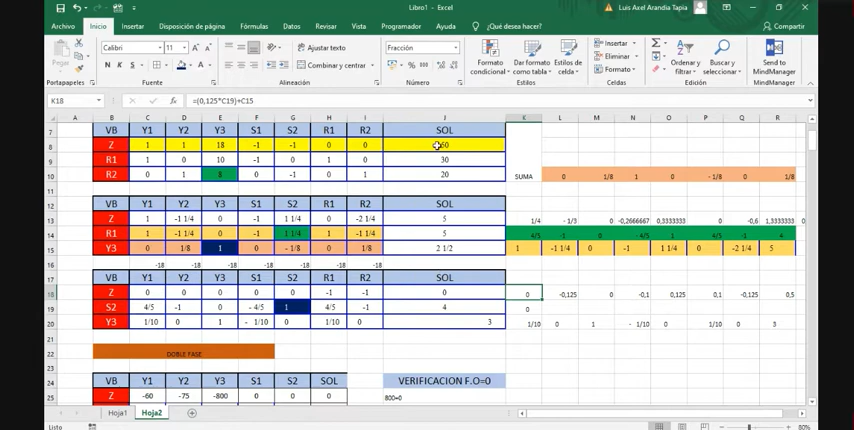 Libro1 - Excel
Luis Axel Arandia Tapia
Archivo Inicio Insertar Disposición de página Fórmulas Datos Revisar Vista Programador Ayuda ¿Qué desea hacer? Compartir
Calibri 11 Ajustar texto Fracción Insertar
Pegar N K S Combinar y centrar Formato condicional Dar formato como tabla Eliminar Formato Ordenar y filtrar Buscar y seleccionar Send to MindManager
Portapapeles Fuente Alineación Número Estilos Celdas
K18 =(0,125*C19)+C15
A B C D E F G H I J K L M N O P Q R
7 VB Y1 Y2 Y3 S1 S2 R1 R2 SOL
8 Z 1 1 18 -1 -1 0 0
9 R1 1 0 10 -1 0 1 0 30 SUMA 0 1/8 1 0 - 1/8 0 1/8
10 R2 0 1 8 0 -1 0 1 20
11
12 VB Y1 Y2 Y3 S1 S2 R1 R2 SOL
13 Z 1 -1 1/4 0 -1 1 1/4 0 -2 1/4 5 1/4 - 1/3 0 -0,2666667 0,3333333 0 -0,6 1,3333333 0
14 R1 1 -1 1/4 0 -1 1 1/4 1 -1 1/4 5 4/5 -1 0 - 4/5 1 4/5 -1 4
15 Y3 0 1/8 1 0 - 1/8 0 1/8 2 1/2 1 -1 1/4 0 -1 1 1/4 0 -2 1/4 5
16 -18 -18 -18 -18 -18 -18 -18
17 VB Y1 Y2 Y3 S1 S2 R1 R2 SOL
18 Z 0 0 0 0 0 -1 -1 0 0 -0,125 0 -0,1 0,125 0,1 -0,125 0,5
19 S2 4/5 -1 0 - 4/5 1 4/5 -1 4 0
20 Y3 1/10 0 1 - 1/10 0 1/10 0 3 1/10 0 1 - 1/10 0 1/10 0 3
21
22 DOBLE FASE
23
24 VB Y1 Y2 Y3 S1 S2 SOL VERIFICACION F.O=0
25 Z -60 -75 -800 0 0 0 800=0
Hoja1 Hoja2
Listo 80%